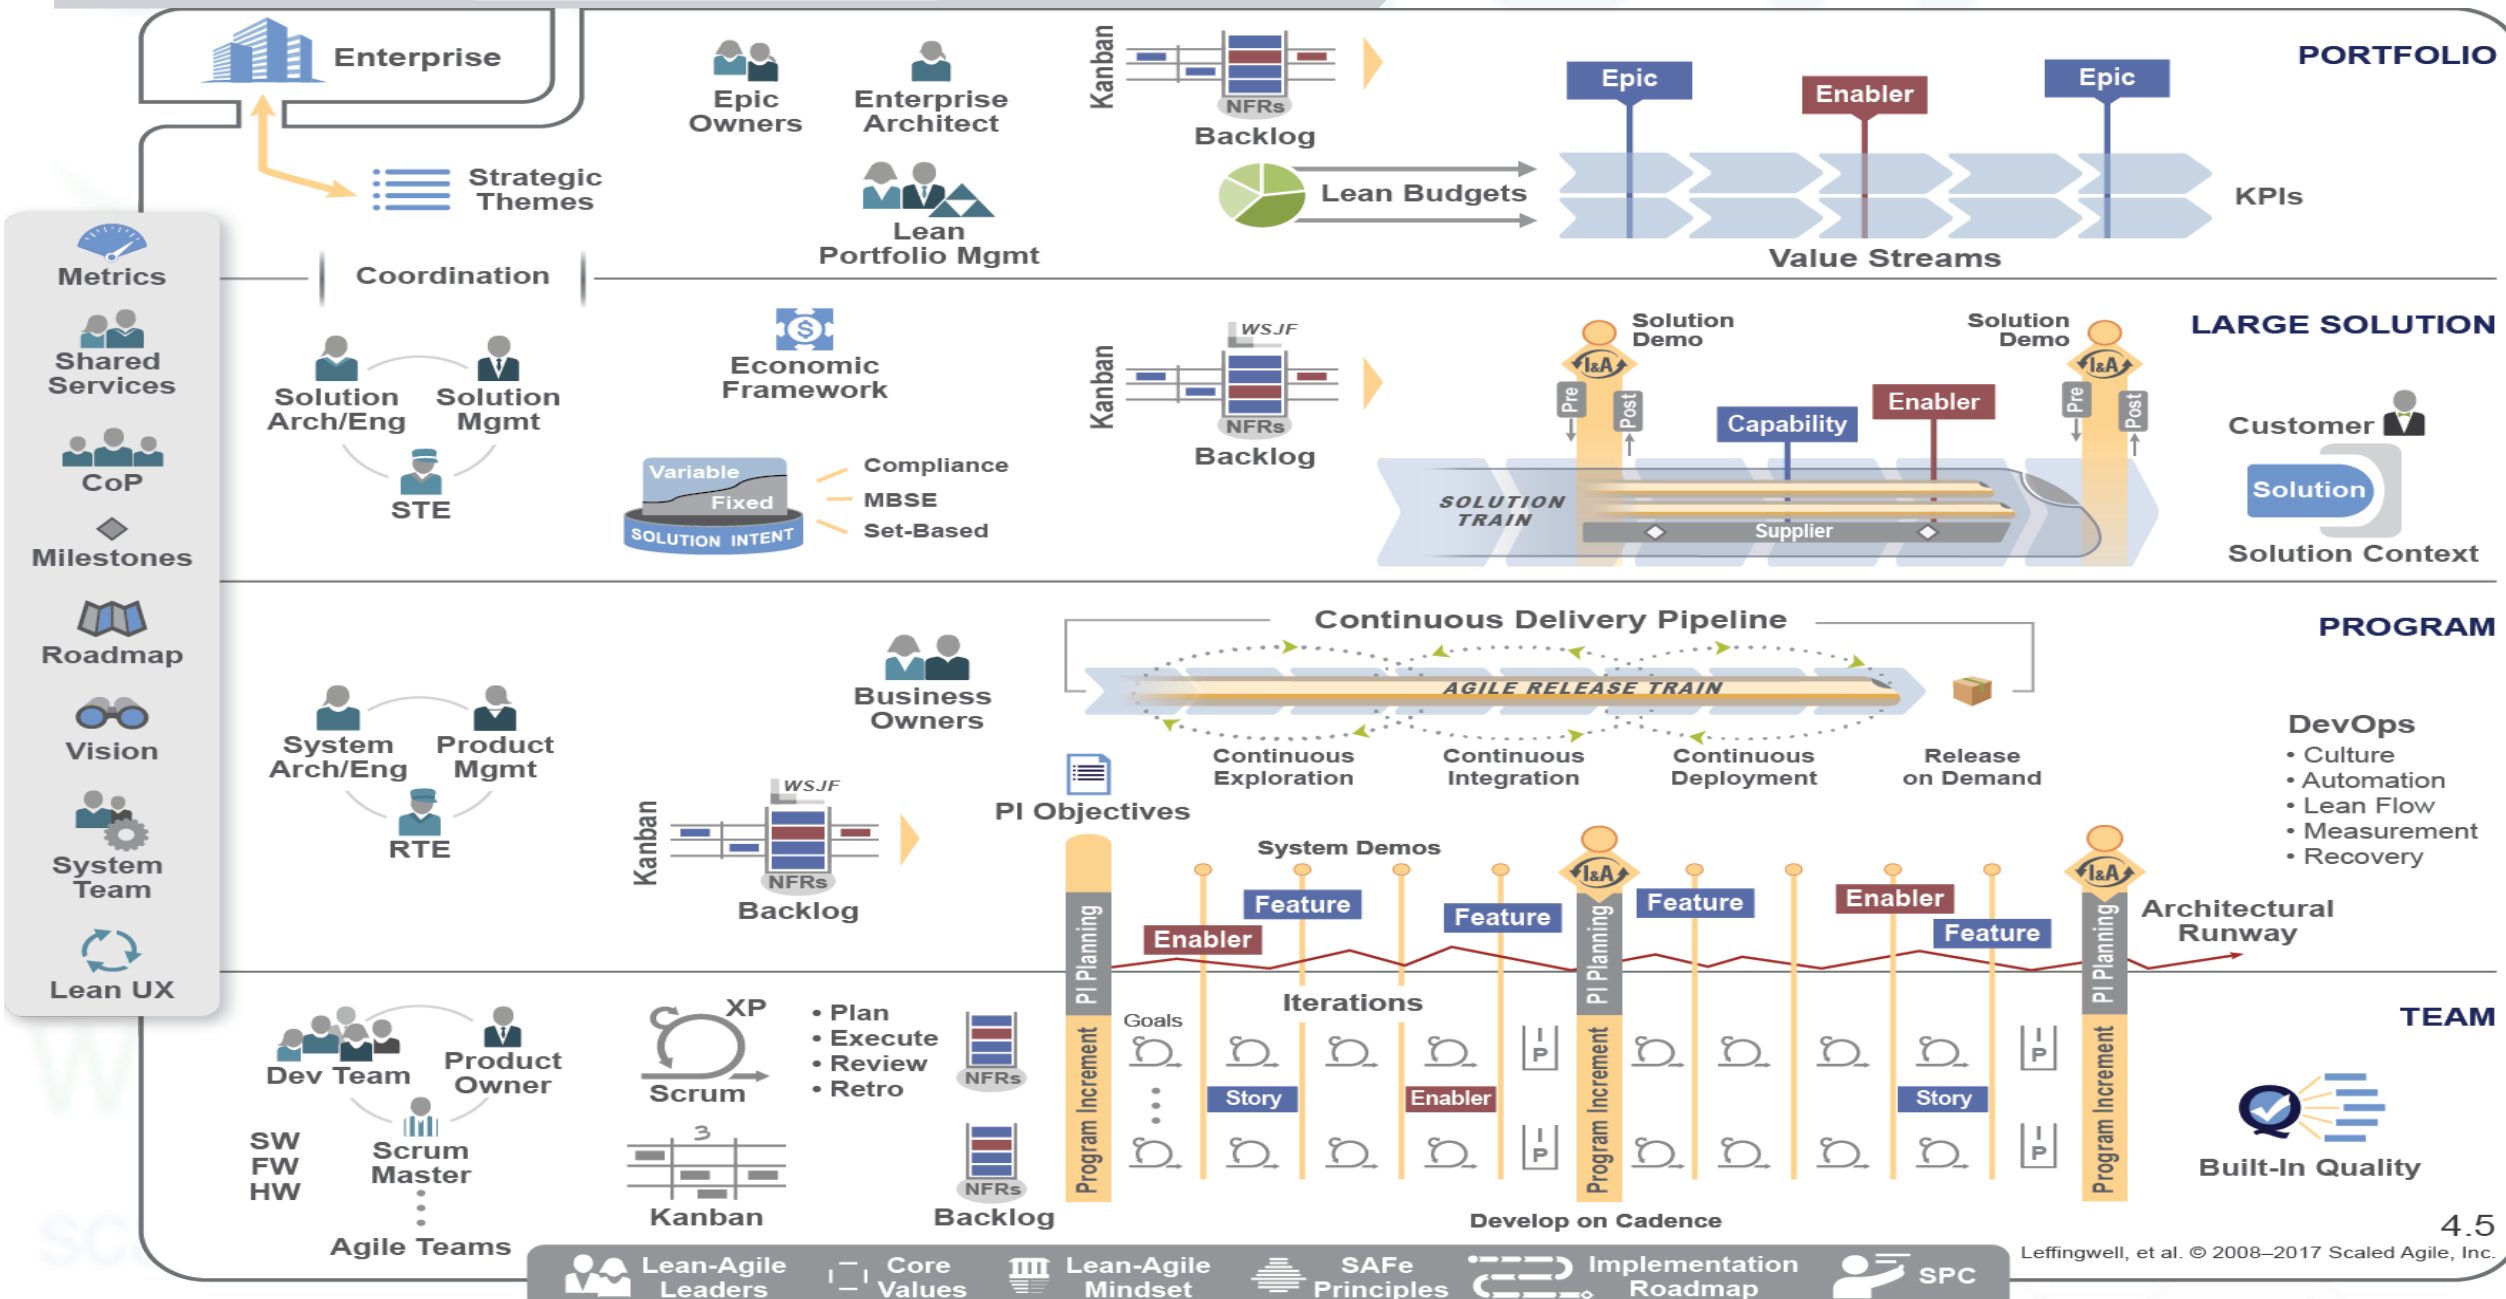 Enterprise
Epic
Owners
Enterprise
Architect
Kanban
NFRs
Backlog
Epic
Enabler
Epic
PORTFOLIO
Strategic
Themes
Lean
Portfolio Mgmt
Lean Budgets
KPIs
Value Streams
Coordination
Metrics
Shared
Services
CoP
Milestones
Roadmap
Vision
System
Team
Lean UX
LARGE SOLUTION
Solution
Arch/Eng
Solution
Mgmt
STE
Economic
Framework
Variable
Fixed
SOLUTION INTENT
Compliance
MBSE
Set-Based
Kanban
WSJF
NFRs
Backlog
Solution
Demo
I&A
Pre
Post
Capability
Enabler
Solution
Demo
I&A
Pre
Post
SOLUTION
TRAIN
Supplier
Customer
Solution
Solution Context
PROGRAM
System
Arch/Eng
Product
Mgmt
RTE
Business
Owners
Kanban
WSJF
NFRs
Backlog
Continuous Delivery Pipeline
AGILE RELEASE TRAIN
Continuous
Exploration
Continuous
Integration
Continuous
Deployment
Release
on Demand
DevOps
• Culture
• Automation
• Lean Flow
• Measurement
• Recovery
PI Objectives
System Demos
I&A
I&A
Enabler
Feature
Feature
Feature
Enabler
Feature
PI Planning
PI Planning
PI Planning
Architectural
Runway
TEAM
Dev Team
Product
Owner
Scrum
Master
SW
FW
HW
Agile Teams
XP
Scrum
3
Kanban
• Plan
• Execute
• Review
• Retro
NFRs
NFRs
Backlog
Program Increment
Goals
Iterations
Story
Enabler
I
P
I
P
Program Increment
Story
I
P
I
P
Program Increment
Develop on Cadence
Built-In Quality
4.5
Leffingwell, et al. © 2008–2017 Scaled Agile, Inc.
Lean-Agile
Leaders
Core
Values
Lean-Agile
Mindset
SAFe
Principles
Implementation
Roadmap
SPC